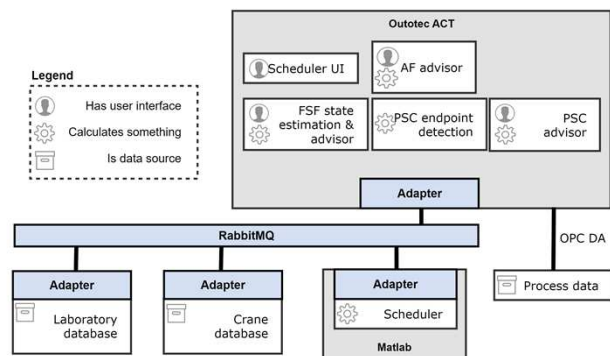 Outotec ACT
Scheduler UI
AF advisor
Legend
Has user interface
Calculates something
Is data source
FSF state
estimation &
advisor
PSC endpoint
detection
PSC
advisor
Adapter
RabbitMQ
OPC DA
Adapter
Adapter
Adapter
Process data
Laboratory
database
Crane
database
Scheduler
Matlab